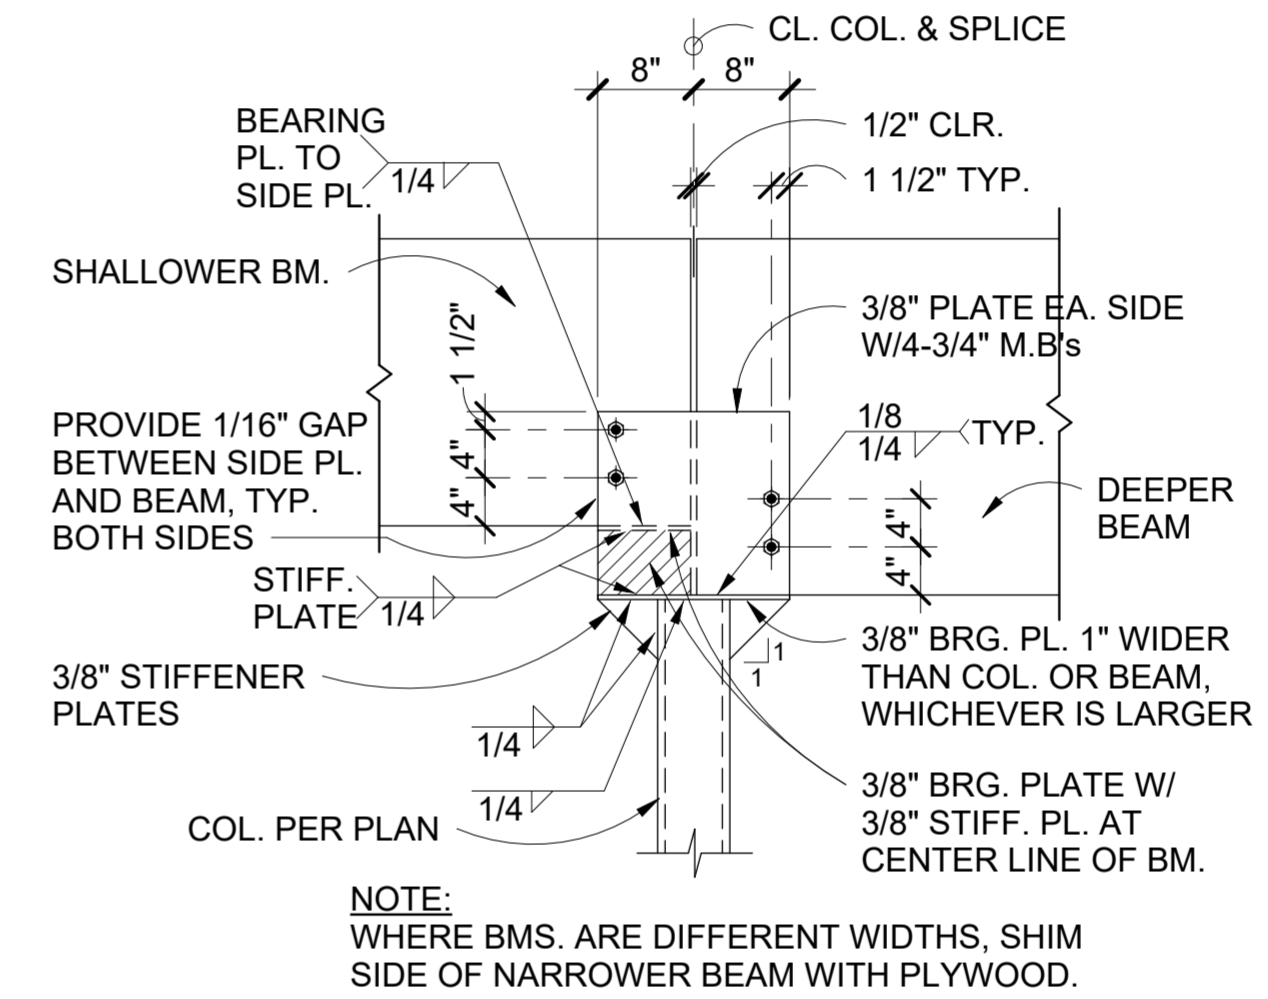 CL. COL. & SPLICE
8"
8"
BEARING
PL. TO
SIDE PL.
1/4
1/2" CLR.
1 1/2" TYP.
SHALLOWER BM.
1 1/2"
4"
4"
3/8" PLATE EA. SIDE
W/4-3/4" M.B's
PROVIDE 1/16" GAP
BETWEEN SIDE PL.
AND BEAM, TYP.
BOTH SIDES
1/8
1/4
TYP.
DEEPER
BEAM
4"
4"
STIFF.
PLATE
1/4
3/8" STIFFENER
PLATES
1
1
3/8" BRG. PL. 1" WIDER
THAN COL. OR BEAM,
WHICHEVER IS LARGER
1/4
1/4
COL. PER PLAN
3/8" BRG. PLATE W/
3/8" STIFF. PL. AT
CENTER LINE OF BM.
NOTE:
WHERE BMS. ARE DIFFERENT WIDTHS, SHIM
SIDE OF NARROWER BEAM WITH PLYWOOD.